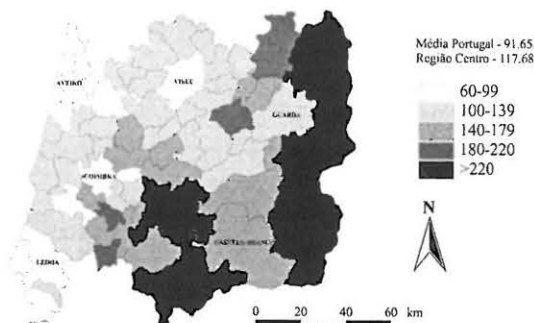 Média Portugal - 91.65
Região Centro - 117.68
AVEIRO
VISEU
60-99
100-139
GUARDA
140-179
180-220
>220
COIMBRA
N
CASTELO BRANCO
LEIRIA
0 20 40 60 km